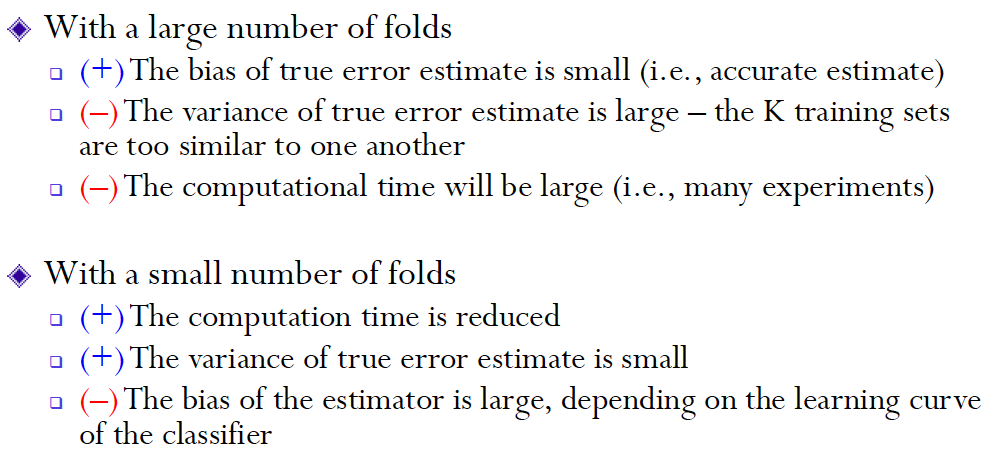 With a large number of folds
(+) The bias of true error estimate is small (i.e., accurate estimate)
(–) The variance of true error estimate is large – the K training sets
are too similar to one another
(–) The computational time will be large (i.e., many experiments)
With a small number of folds
(+) The computation time is reduced
(+) The variance of true error estimate is small
(–) The bias of the estimator is large, depending on the learning curve
of the classifier